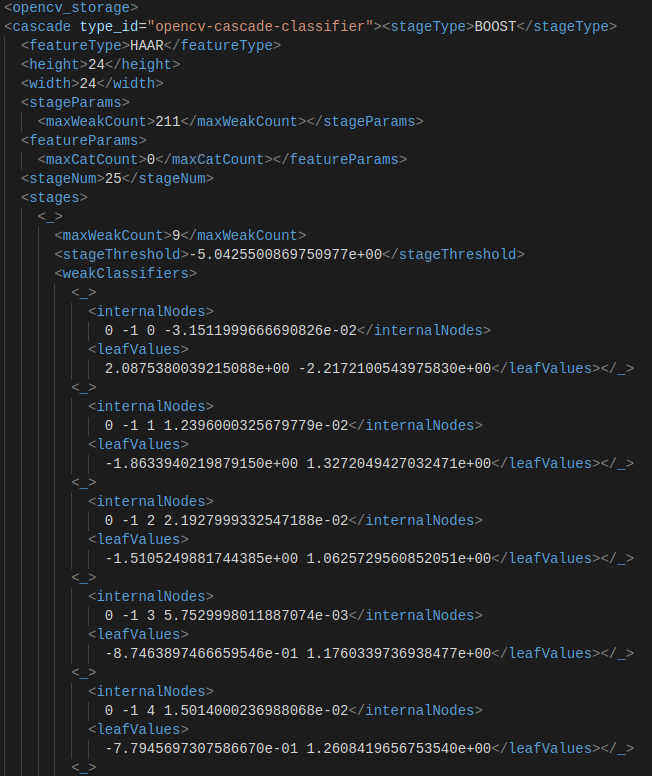 <opencv_storage>
<cascade type_id="opencv-cascade-classifier"><stageType>BOOST</stageType>
<featureType>HAAR</featureType>
<height>24</height>
<width>24</width>
<stageParams>
<maxWeakCount>211</maxWeakCount></stageParams>
<featureParams>
<maxCatCount>0</maxCatCount></featureParams>
<stageNum>25</stageNum>
<stages>
<_>
<maxWeakCount>9</maxWeakCount>
<stageThreshold>-5.0425500869750977e+00</stageThreshold>
<weakClassifiers>
<_>
<internalNodes>
0 -1 0 -3.1511999666690826e-02</internalNodes>
<leafValues>
2.0875380039215088e+00 -2.2172100543975830e+00</leafValues></_>
<_>
<internalNodes>
0 -1 1 1.2396000325679779e-02</internalNodes>
<leafValues>
-1.8633940219879150e+00 1.3272049427032471e+00</leafValues></_>
<_>
<internalNodes>
0 -1 2 2.1927999332547188e-02</internalNodes>
<leafValues>
-1.5105249881744385e+00 1.0625729560852051e+00</leafValues></_>
<_>
<internalNodes>
0 -1 3 5.7529998011887074e-03</internalNodes>
<leafValues>
-8.7463897466659546e-01 1.1760339736938477e+00</leafValues></_>
<_>
<internalNodes>
0 -1 4 1.5014000236988068e-02</internalNodes>
<leafValues>
-7.7945697307586670e-01 1.2608419656753540e+00</leafValues></_>
<_>